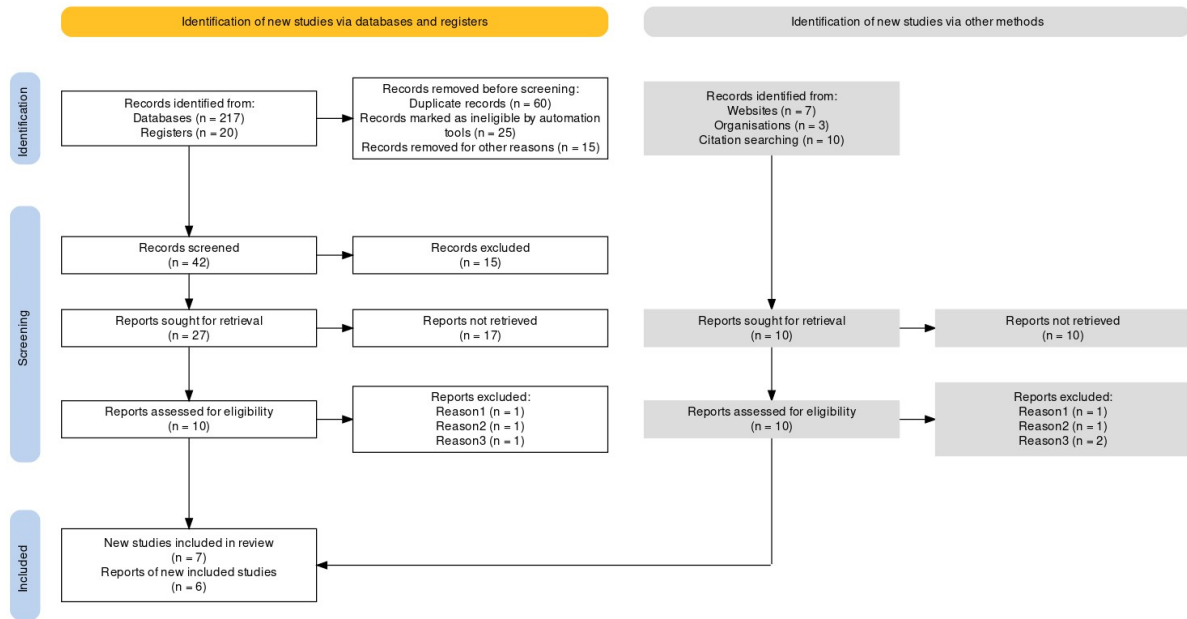 Identification of new studies via databases and registers
Identification of new studies via other methods
Identification
Records identified from:
Databases (n = 217)
Registers (n = 20)
Records removed before screening:
Duplicate records (n = 60)
Records marked as ineligible by automation
tools (n = 25)
Records removed for other reasons (n = 15)
Records identified from:
Websites (n = 7)
Organisations (n = 3)
Citation searching (n = 10)
Screening
Records screened
(n = 42)
Records excluded
(n = 15)
Reports sought for retrieval
(n = 27)
Reports not retrieved
(n = 17)
Reports sought for retrieval
(n = 10)
Reports not retrieved
(n = 10)
Reports assessed for eligibility
(n = 10)
Reports excluded:
Reason1 (n = 1)
Reason2 (n = 1)
Reason3 (n = 1)
Reports assessed for eligibility
(n = 10)
Reports excluded:
Reason1 (n = 1)
Reason2 (n = 1)
Reason3 (n = 2)
Included
New studies included in review
(n = 7)
Reports of new included studies
(n = 6)